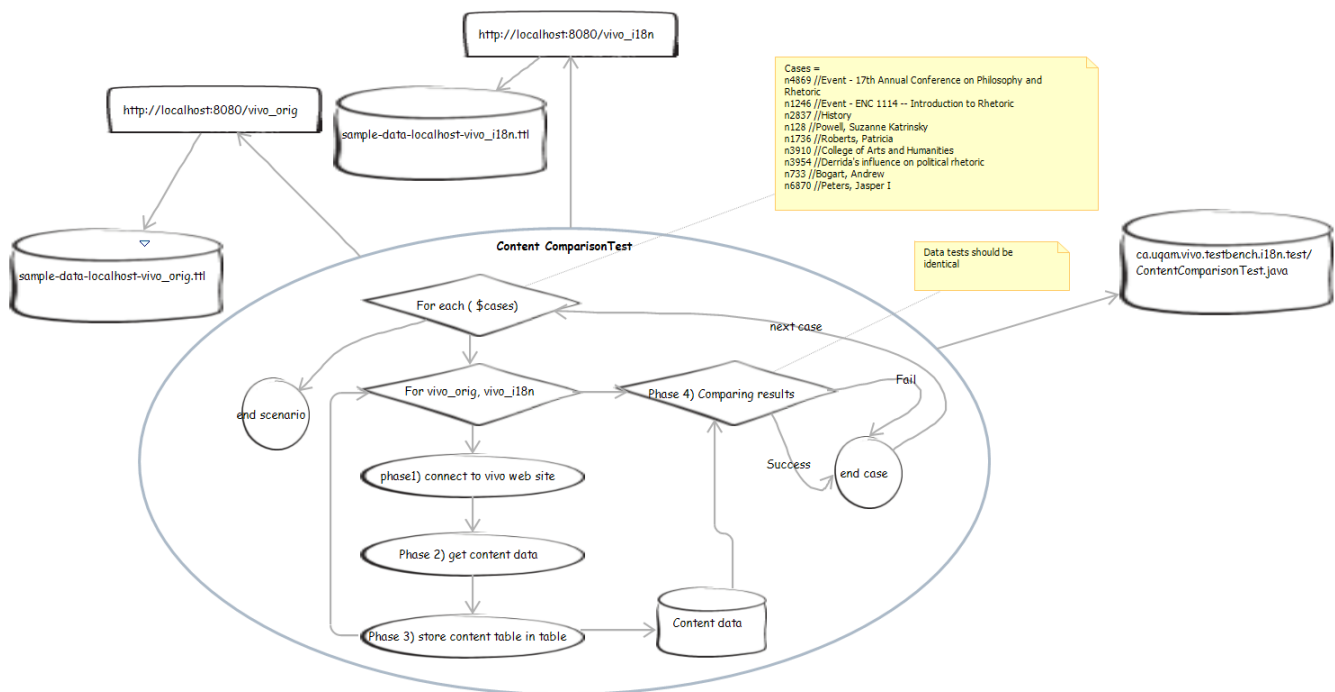 http://localhost:8080/vivo_i18n
http://localhost:8080/vivo_orig
sample-data-localhost-vivo_i18n.ttl
sample-data-localhost-vivo_orig.ttl
Cases =
n4869 //Event - 17th Annual Conference on Philosophy and
Rhetoric
n1246 //Event - ENC 1114 -- Introduction to Rhetoric
n2837 //History
n128 //Powell, Suzanne Katrinsky
n1736 //Roberts, Patricia
n3910 //College of Arts and Humanities
n3954 //Derrida's influence on political rhetoric
n733 //Bogart, Andrew
n6870 //Peters, Jasper I
Data tests should be
identical
ca.uqam.vivo.testbench.i18n.test/
ContentComparisonTest.java
Content ComparisonTest
For each ( $cases)
next case
For vivo_orig, vivo_i18n
Phase 4) Comparing results
Fail
end scenario
Success
end case
phase1) connect to vivo web site
Phase 2) get content data
Phase 3) store content table in table
Content data